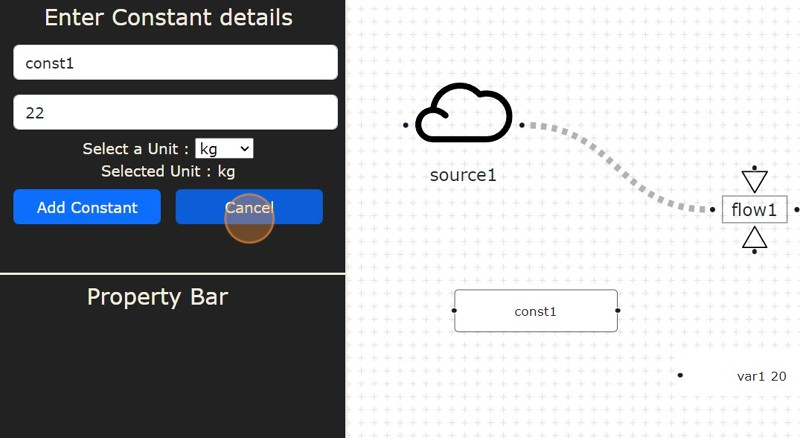 Enter Constant details
const1
22
Select a Unit : kg
Selected Unit : kg
Add Constant
Cancel
Property Bar
source1
flow1
const1
var1 20